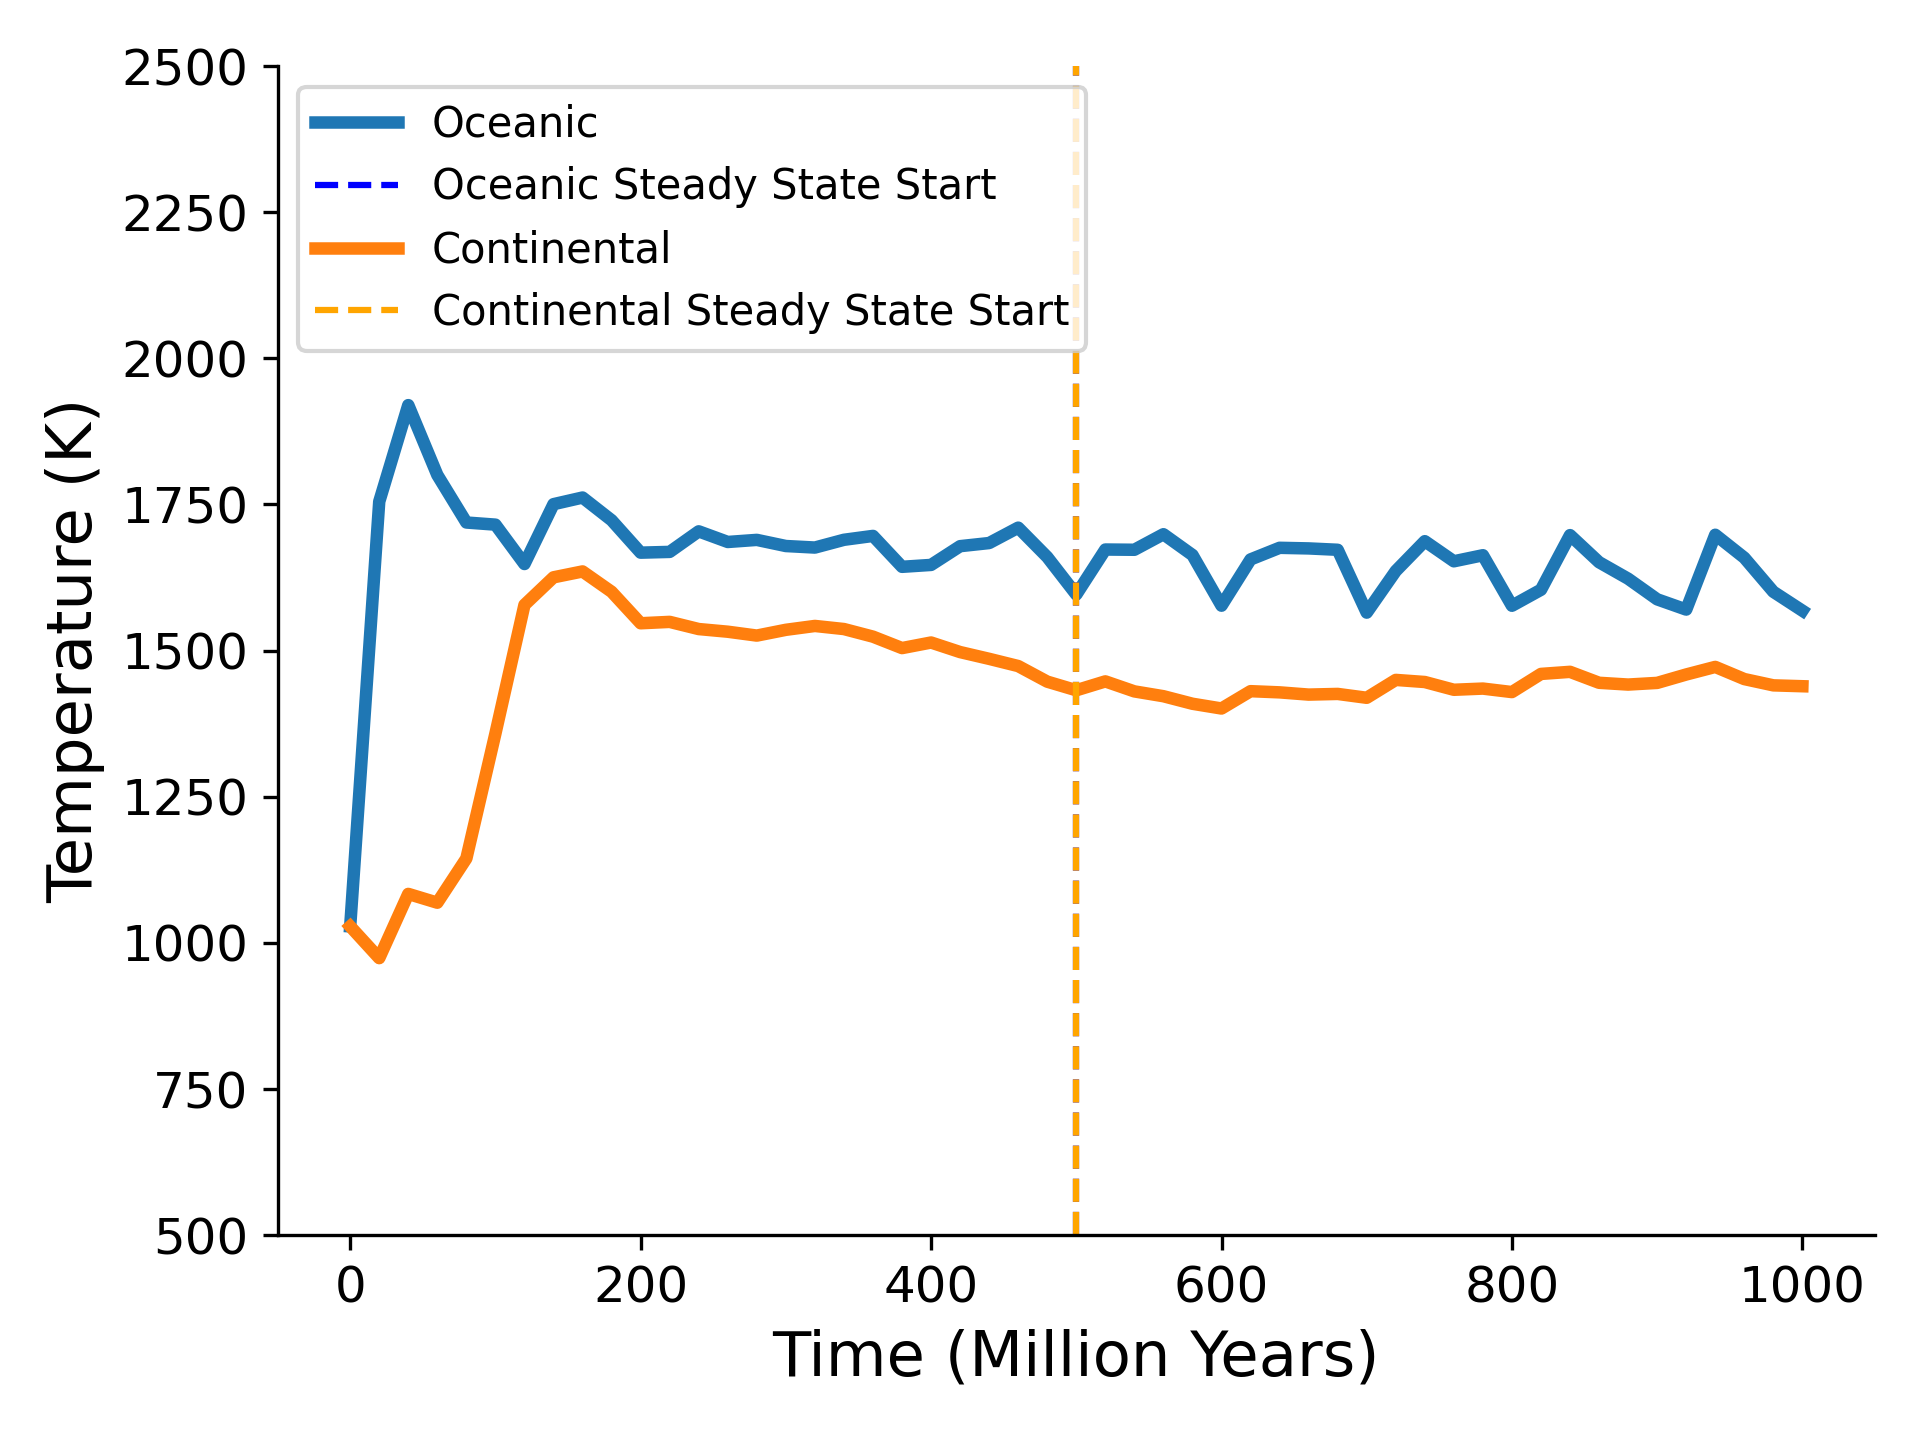 2500
2250
2000
1750
1500
1250
1000
750
500
Temperature (K)
Oceanic
Oceanic Steady State Start
Continental
Continental Steady State Start
0 200 400 600 800 1000
Time (Million Years)